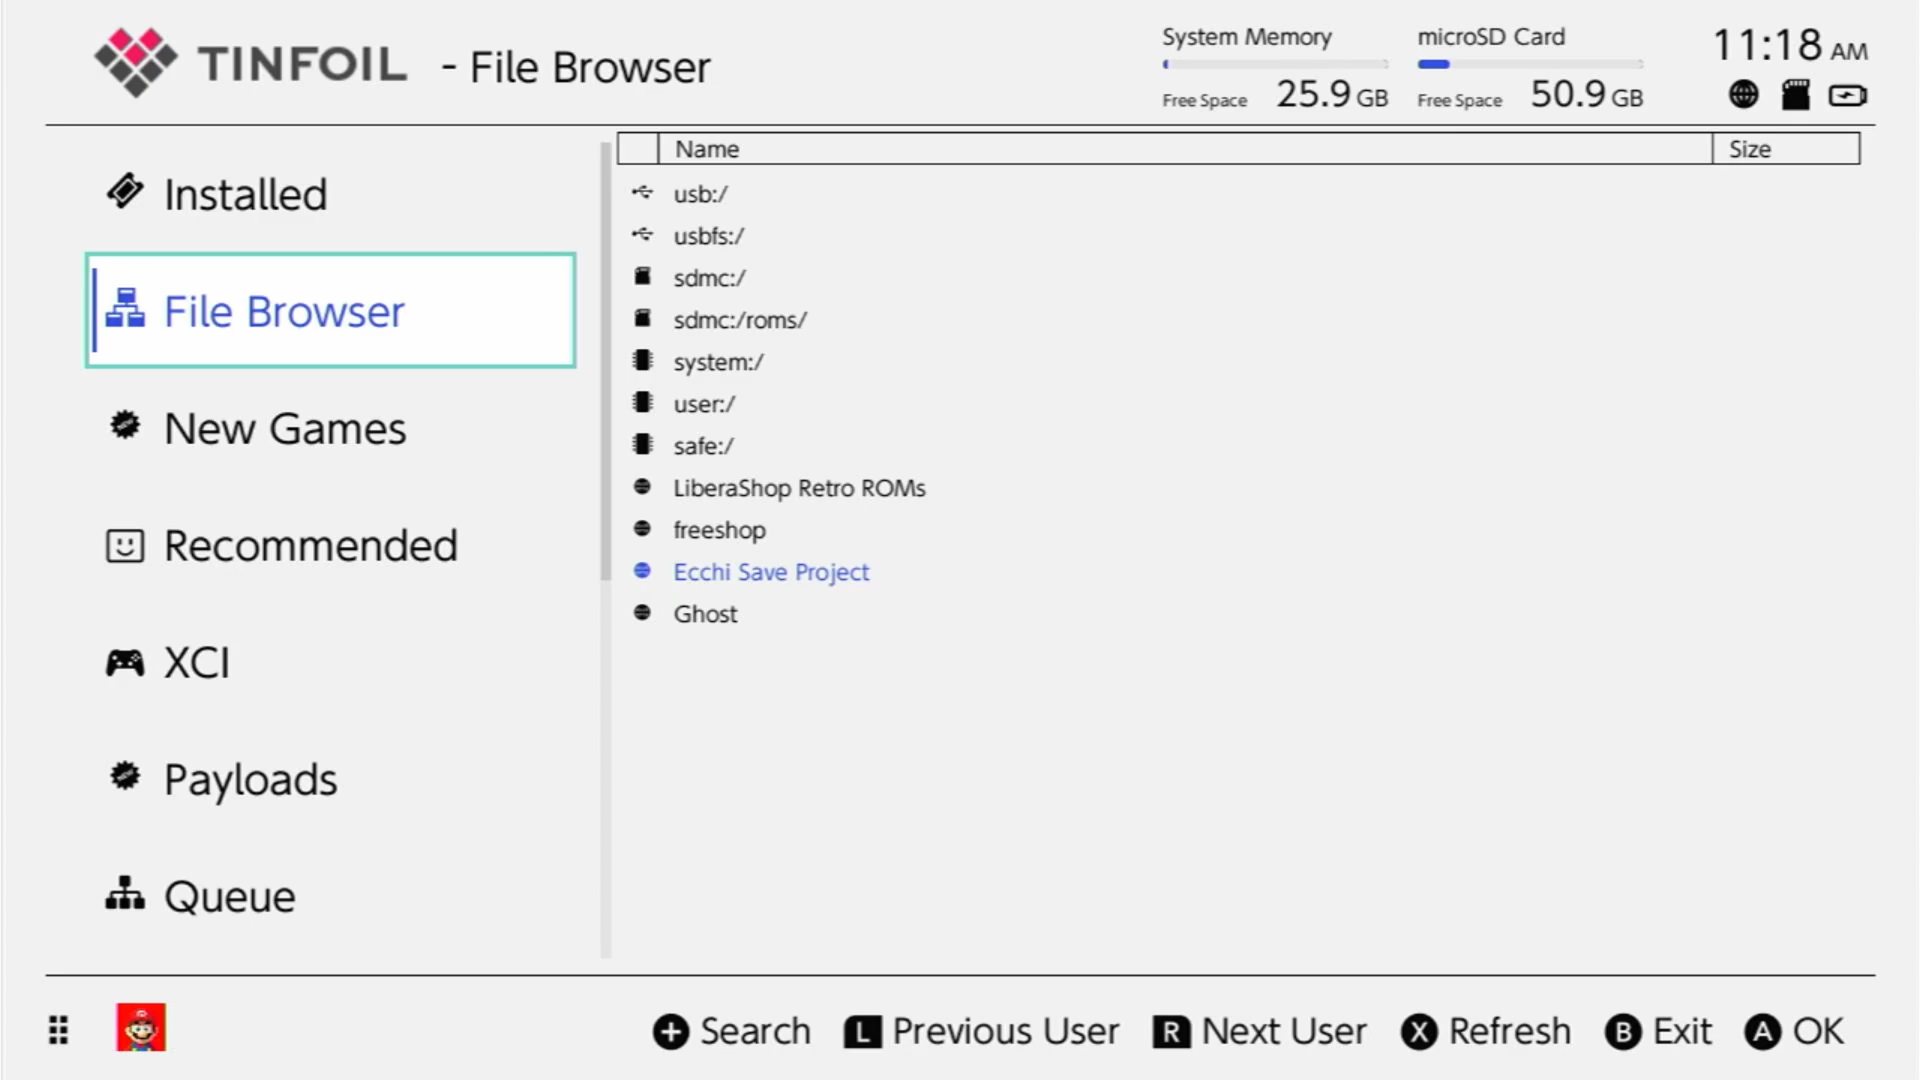 TINFOIL - File Browser
System Memory
Free Space 25.9 GB
microSD Card
Free Space 50.9 GB
11:18 AM
Installed
File Browser
New Games
Recommended
XCI
Payloads
Queue
Name Size
usb:/
usbfs:/
sdmc:/
sdmc:/roms/
system:/
user:/
safe:/
LiberaShop Retro ROMs
freeshop
Ecchi Save Project
Ghost
+ Search L Previous User R Next User X Refresh B Exit A OK